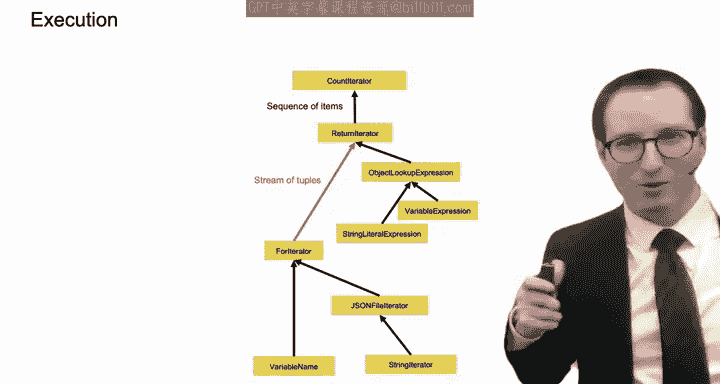 Execution
GPT中英字幕课程资源@bilibili.com
CountIterator
Sequence of items
ReturnIterator
Stream of tuples
ObjectLookupExpression
VariableExpression
StringLiteralExpression
ForIterator
JSONFileIterator
VariableName
StringIterator